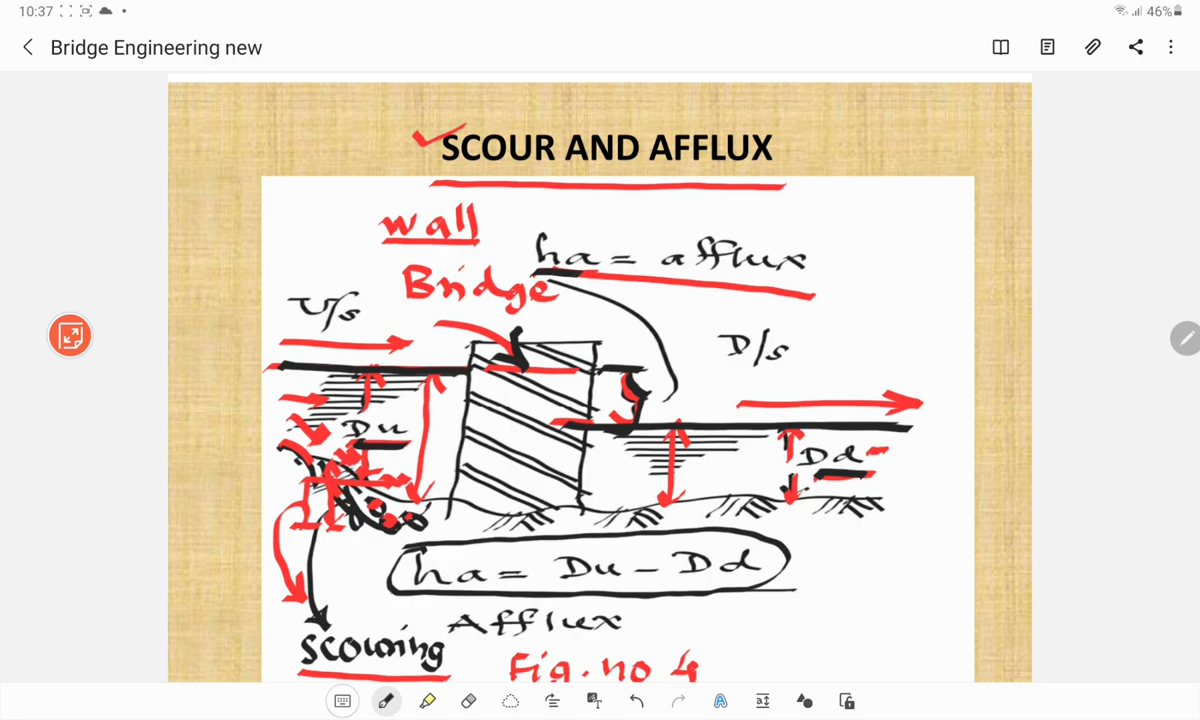 10:37
46%
Bridge Engineering new
SCOUR AND AFFLUX
wall
ha = afflux
Bridge
U/s
D/s
Du
Dd
ha = Du - Dd
Afflux
Scouring
Fig. no 4